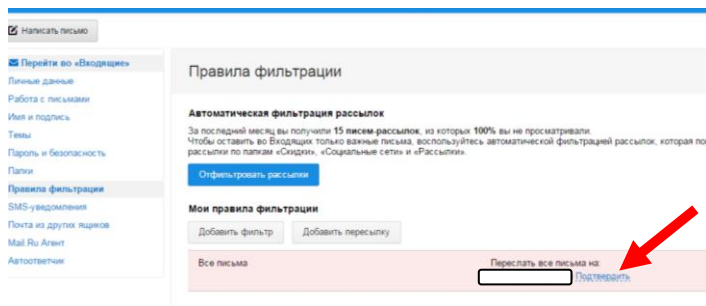 Написать письмо
Перейти во «Входящие»
Личные данные
Работа с письмами
Имя и подпись
Темы
Пароль и безопасность
Папки
Правила фильтрации
SMS-уведомления
Почта из других ящиков
Mail.Ru Агент
Автоответчик
Правила фильтрации
Автоматическая фильтрация рассылок
За последний месяц вы получили 15 писем-рассылок, из которых 100% вы не просматривали.
Чтобы оставить во Входящих только важные письма, воспользуйтесь автоматической фильтрацией рассылок, которая
рассылки по папкам «Скидки», «Социальные сети» и «Рассылки».
Отфильтровать рассылки
Мои правила фильтрации
Добавить фильтр
Добавить пересылку
Все письма
Переслать все письма на:
Подтвердить